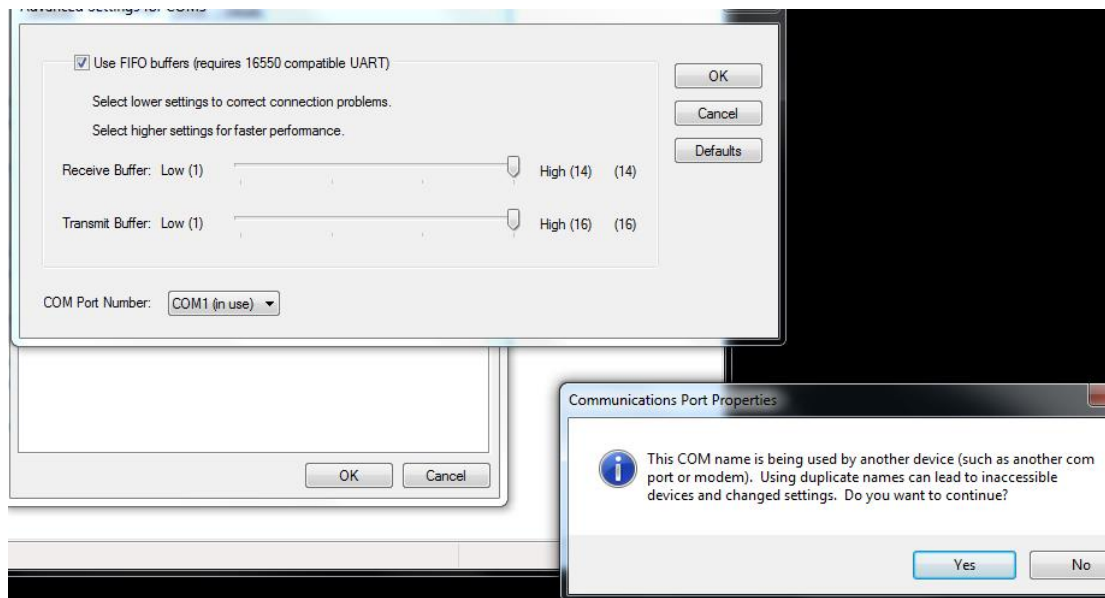 Advanced Settings for COM3
Use FIFO buffers (requires 16550 compatible UART)
OK
Select lower settings to correct connection problems.
Cancel
Select higher settings for faster performance.
Defaults
Receive Buffer: Low (1) High (14) (14)
Transmit Buffer: Low (1) High (16) (16)
COM Port Number: COM1 (in use)
OK Cancel
Communications Port Properties
This COM name is being used by another device (such as another com
port or modem). Using duplicate names can lead to inaccessible
devices and changed settings. Do you want to continue?
Yes No